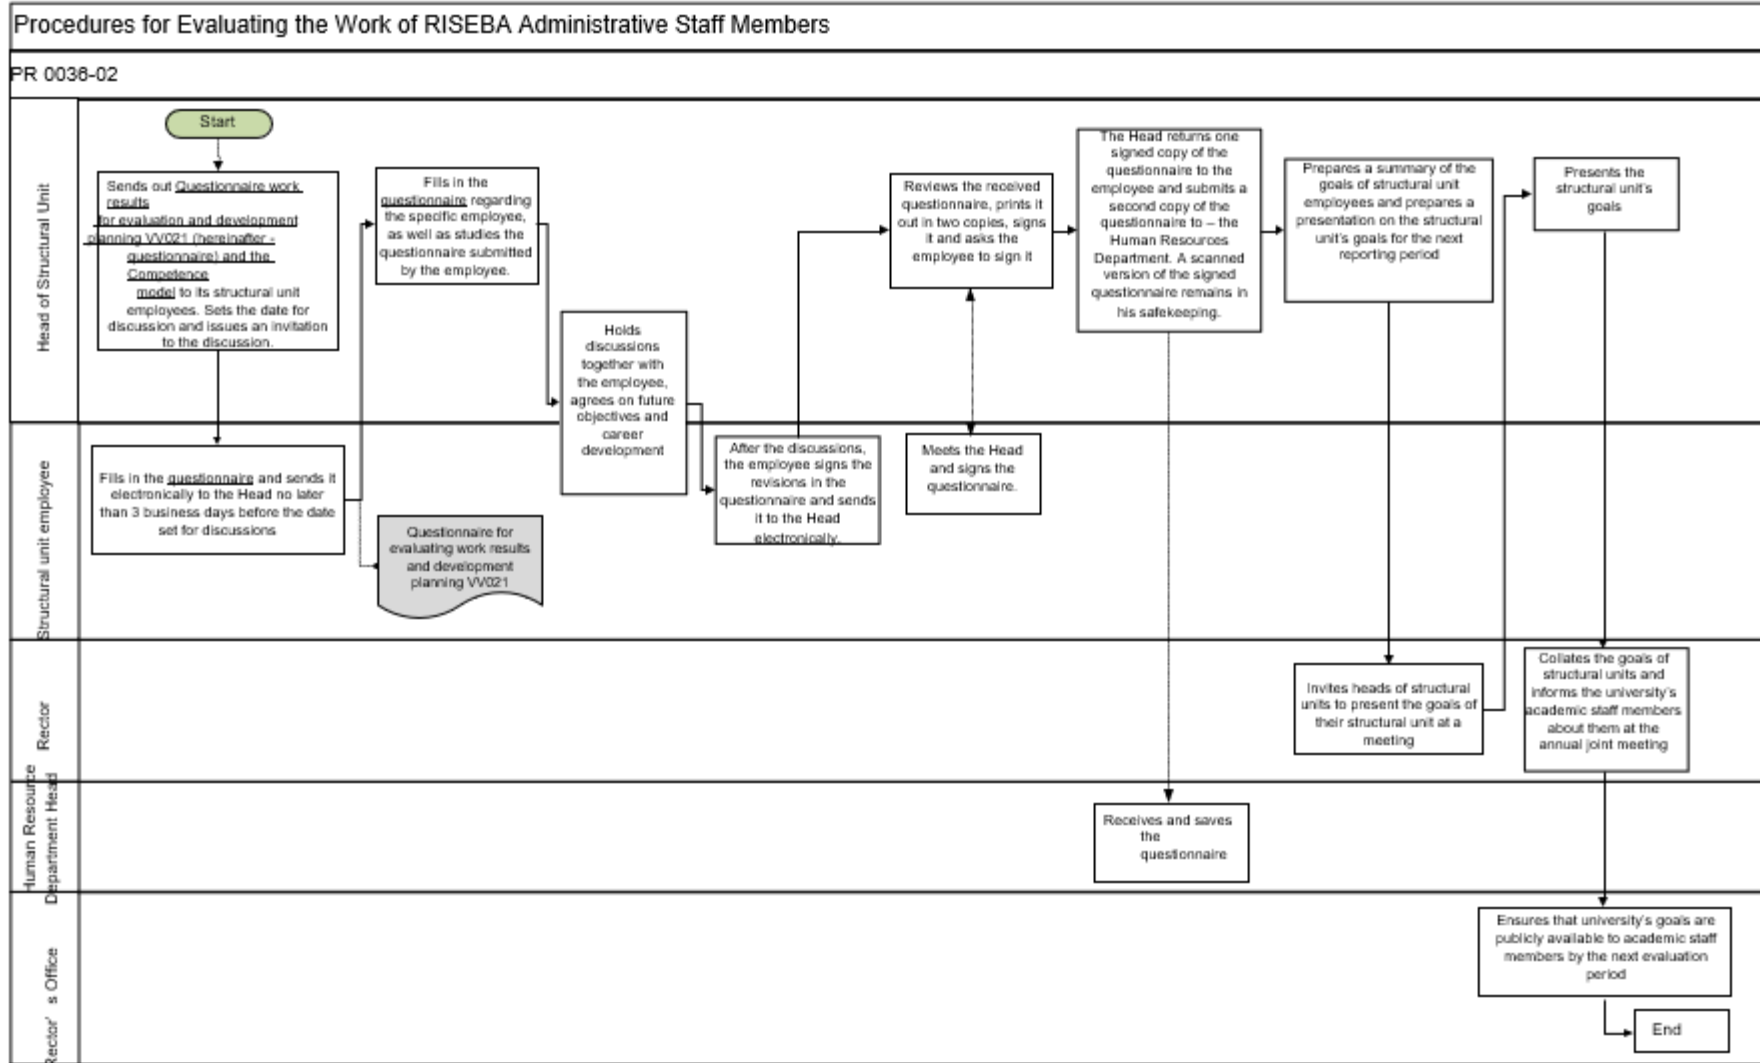 Procedures for Evaluating the Work of RISEBA Administrative Staff Members
PR 0036-02
Head of Structural Unit
Start
Sends out Questionnaire work
results
for evaluation and development
planning VV021 (hereinafter -
questionnaire) and the
Competence
model to its structural unit
employees. Sets the date for
discussion and issues an invitation
to the discussion.
Fills in the
questionnaire regarding
the specific employee,
as well as studies the
questionnaire submitted
by the employee.
Holds
discussions
together with
the employee,
agrees on future
objectives and
career
development
Reviews the received
questionnaire, prints it
out in two copies, signs
it and asks the
employee to sign it
The Head returns one
signed copy of the
questionnaire to the
employee and submits a
second copy of the
questionnaire to – the
Human Resources
Department. A scanned
version of the signed
questionnaire remains in
his safekeeping.
Prepares a summary of the
goals of structural unit
employees and prepares a
presentation on the structural
unit's goals for the next
reporting period
Presents the
structural unit's
goals
Structural unit employee
Fills in the questionnaire and sends it
electronically to the Head no later
than 3 business days before the date
set for discussions
Questionnaire for
evaluating work results
and development
planning VV021
After the discussions,
the employee signs the
revisions in the
questionnaire and sends
it to the Head
electronically.
Meets the Head
and signs the
questionnaire.
Rector
Invites heads of structural
units to present the goals of
their structural unit at a
meeting
Collates the goals of
structural units and
informs the university's
academic staff members
about them at the
annual joint meeting
Human Resource
Department Head
Receives and saves
the
questionnaire
Rector' s Office
Ensures that university's goals are
publicly available to academic staff
members by the next evaluation
period
End